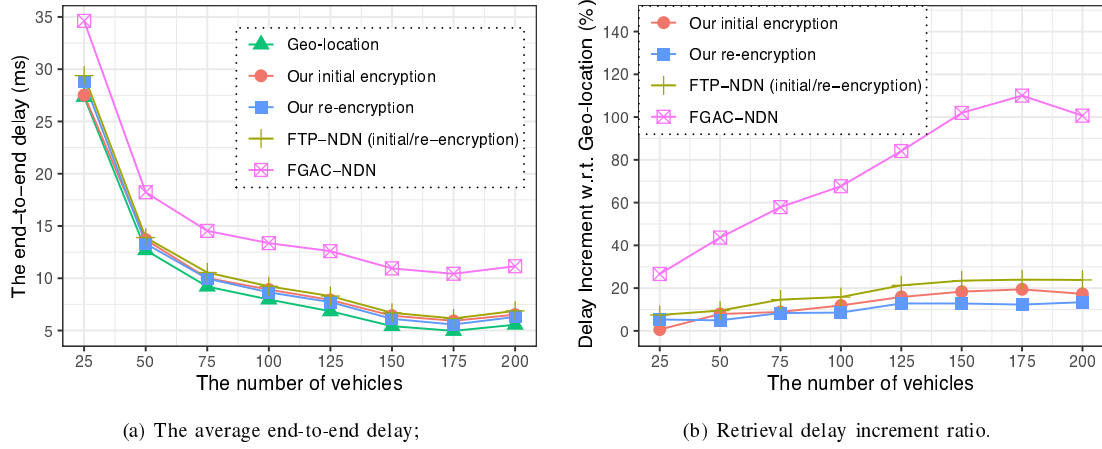 The end−to−end delay (ms)
35
30
25
20
15
10
5
Geo-location
Our initial encryption
Our re-encryption
FTP−NDN (initial/re−encryption)
FGAC−NDN
25 50 75 100 125 150 175 200
The number of vehicles
(a) The average end-to-end delay;
Delay Increment w.r.t. Geo-location (%)
140
120
100
80
60
40
20
0
Our initial encryption
Our re-encryption
FTP−NDN (initial/re−encryption)
FGAC−NDN
25 50 75 100 125 150 175 200
The number of vehicles
(b) Retrieval delay increment ratio.